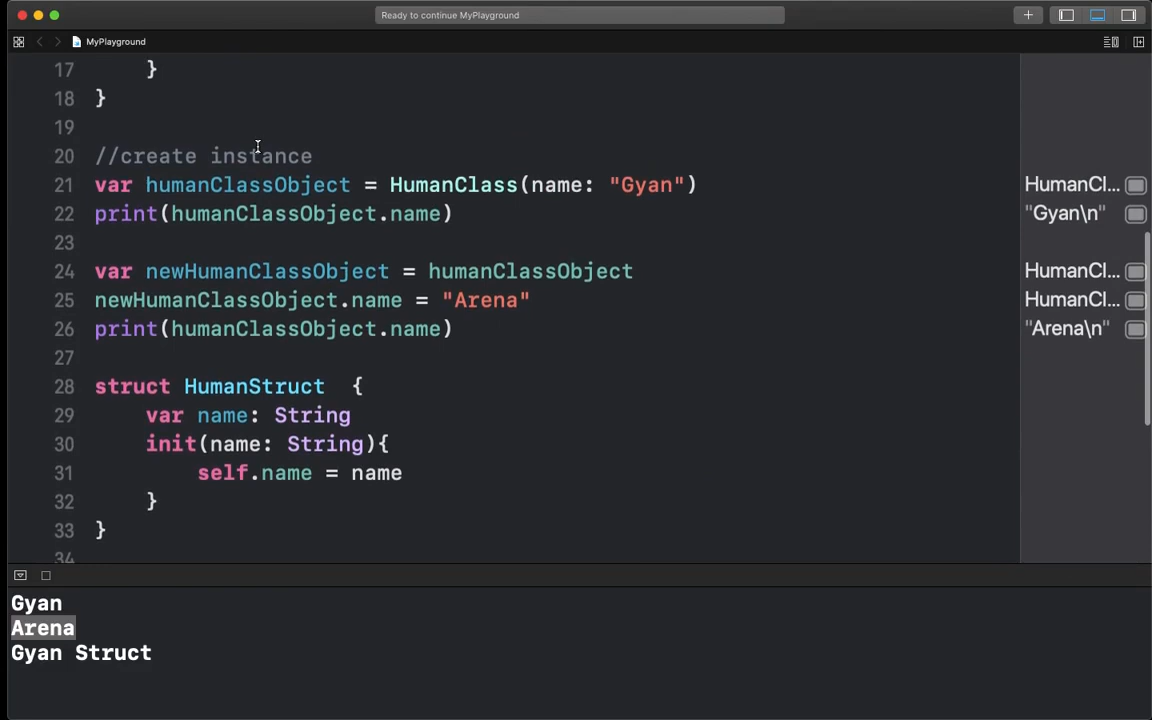 Ready to continue MyPlayground
MyPlayground
17 }
18 }
19
20 //create instance
21 var humanClassObject = HumanClass(name: "Gyan") HumanCl...
22 print(humanClassObject.name) "Gyan\n"
23
24 var newHumanClassObject = humanClassObject HumanCl...
25 newHumanClassObject.name = "Arena" HumanCl...
26 print(humanClassObject.name) "Arena\n"
27
28 struct HumanStruct {
29 var name: String
30 init(name: String){
31 self.name = name
32 }
33 }
34
Gyan
Arena
Gyan Struct